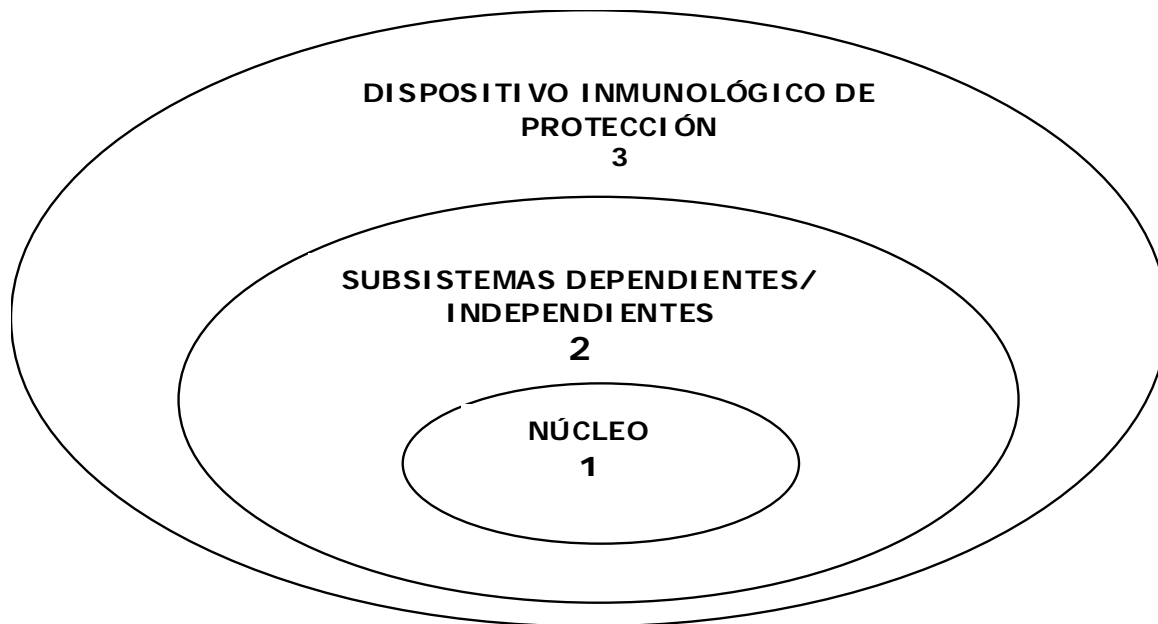 DISPOSITIVO INMUNOLÓGICO DE
PROTECCIÓN
3
SUBSISTEMAS DEPENDIENTES/
INDEPENDIENTES
2
NÚCLEO
1